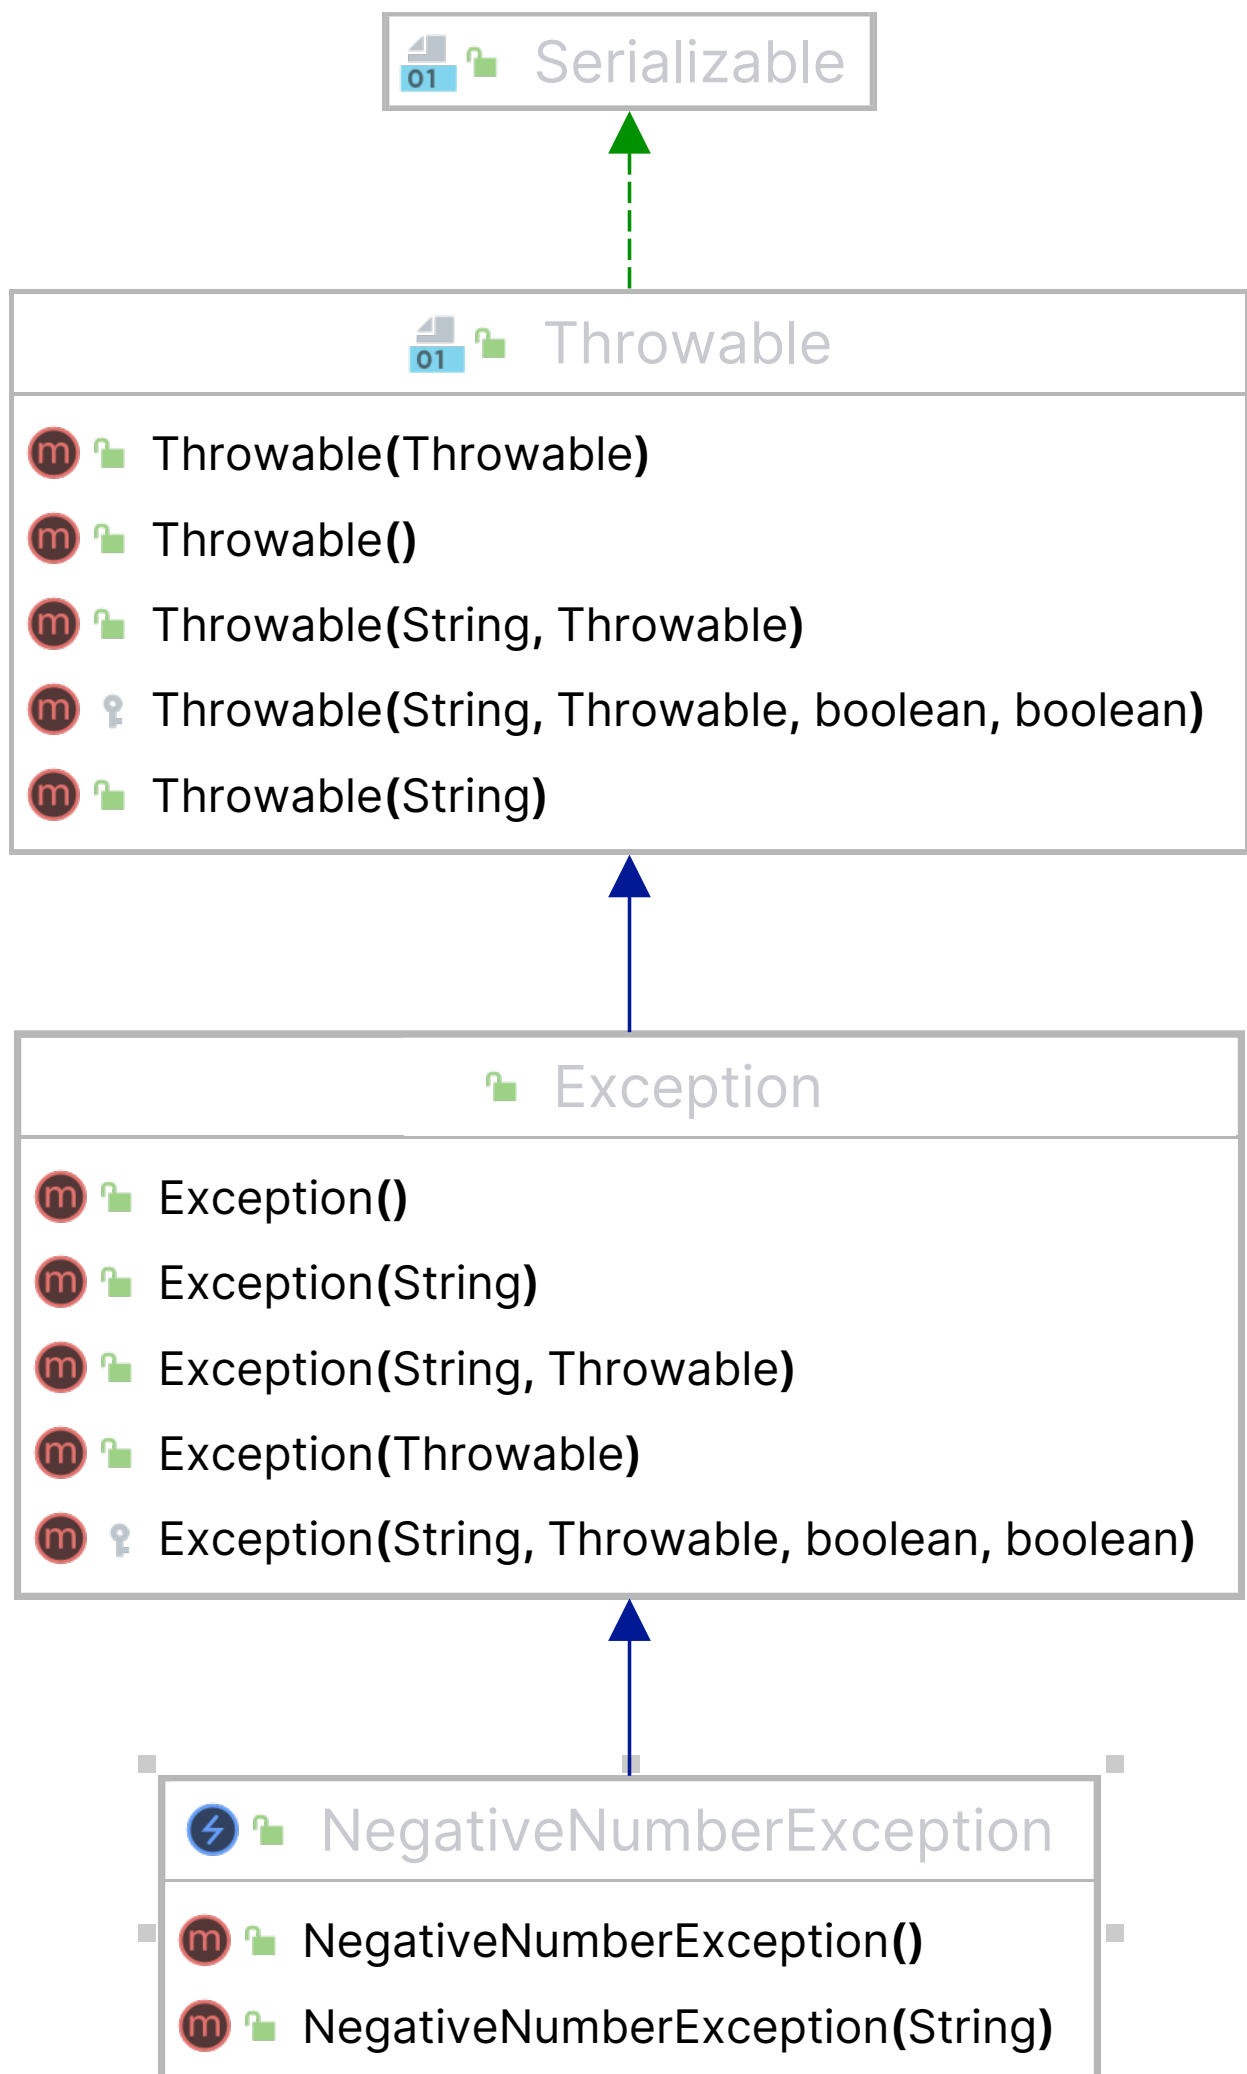 01 Serializable
01 Throwable
m Throwable(Throwable)
m Throwable()
m Throwable(String, Throwable)
m Throwable(String, Throwable, boolean, boolean)
m Throwable(String)
Exception
m Exception()
m Exception(String)
m Exception(String, Throwable)
m Exception(Throwable)
m Exception(String, Throwable, boolean, boolean)
NegativeNumberException
m NegativeNumberException()
m NegativeNumberException(String)